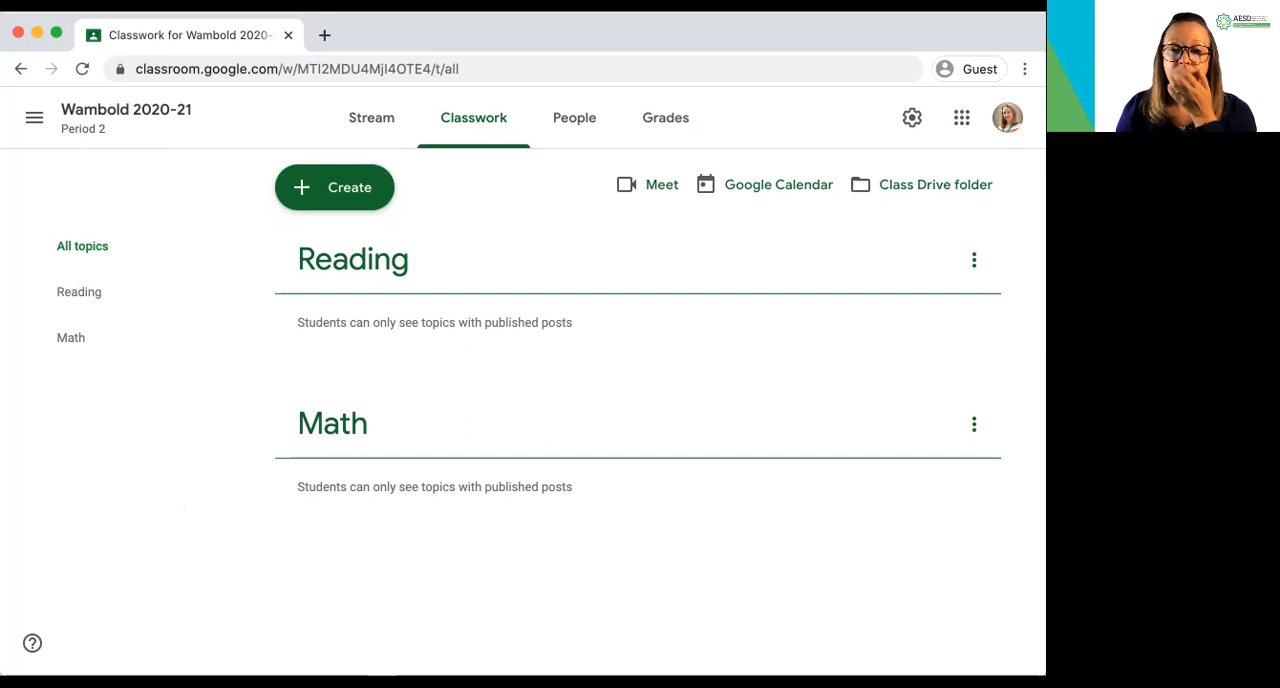 Classwork for Wambold 2020-
classroom.google.com/w/MTI2MDU4MjI4OTE4/t/all
Guest
AESD
Wambold 2020-21
Period 2
Stream
Classwork
People
Grades
Create
Meet
Google Calendar
Class Drive folder
All topics
Reading
Math
Reading
Students can only see topics with published posts
Math
Students can only see topics with published posts